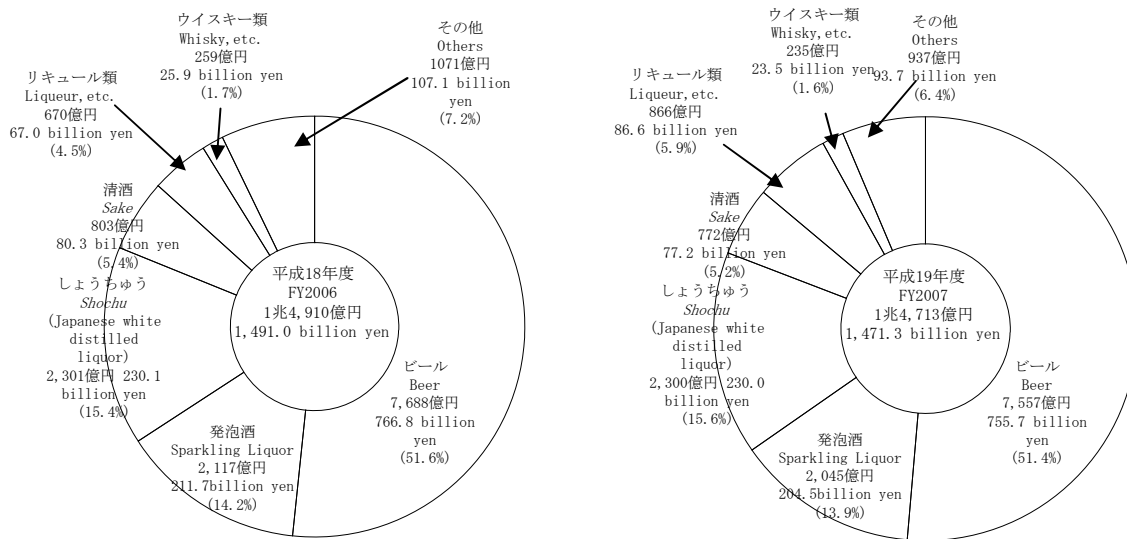 ウイスキー類
Whisky,etc.
259億円
25.9 billion yen
(1.7%)
その他
Others
1071億円
107.1 billion
yen
(7.2%)
リキュール類
Liqueur,etc.
670億円
67.0 billion yen
(4.5%)
清酒
Sake
803億円
80.3 billion yen
(5.4%)
しょうちゅう
Shochu
(Japanese white
distilled
liquor)
2,301億円 230.1
billion yen
(15.4%)
発泡酒
Sparkling Liquor
2,117億円
211.7billion yen
(14.2%)
ビール
Beer
7,688億円
766.8 billion
yen
(51.6%)
平成18年度
FY2006
1兆4,910億円
1,491.0 billion yen
ウイスキー類
Whisky,etc.
235億円
23.5 billion yen
(1.6%)
その他
Others
937億円
93.7 billion yen
(6.4%)
リキュール類
Liqueur,etc.
866億円
86.6 billion yen
(5.9%)
清酒
Sake
772億円
77.2 billion yen
(5.2%)
しょうちゅう
Shochu
(Japanese white
distilled
liquor)
2,300億円 230.0
billion yen
(15.6%)
発泡酒
Sparkling Liquor
2,045億円
204.5billion yen
(13.9%)
ビール
Beer
7,557億円
755.7 billion
yen
(51.4%)
平成19年度
FY2007
1兆4,713億円
1,471.3 billion yen